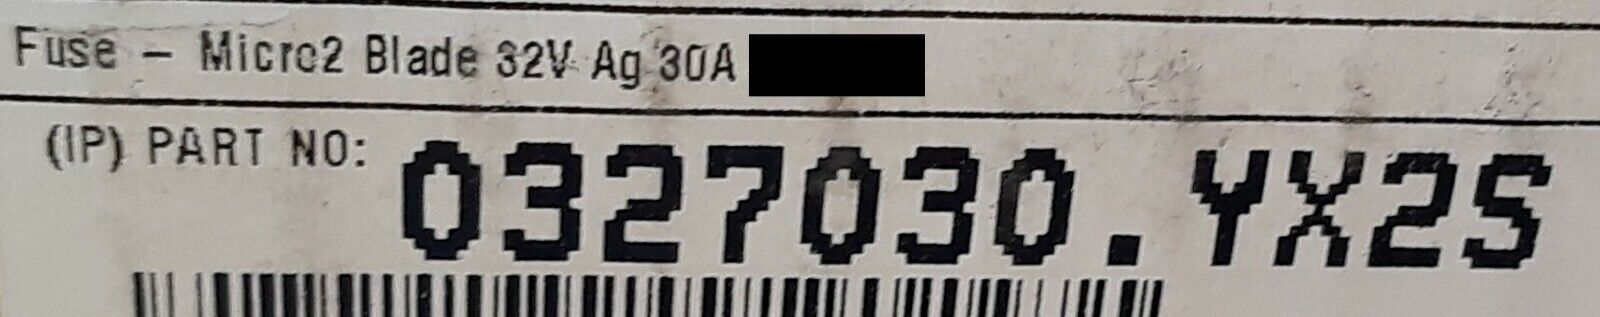 Fuse – Micro2 Blade 32V Ag 30A
(IP) PART NO: 0327030.YX2S